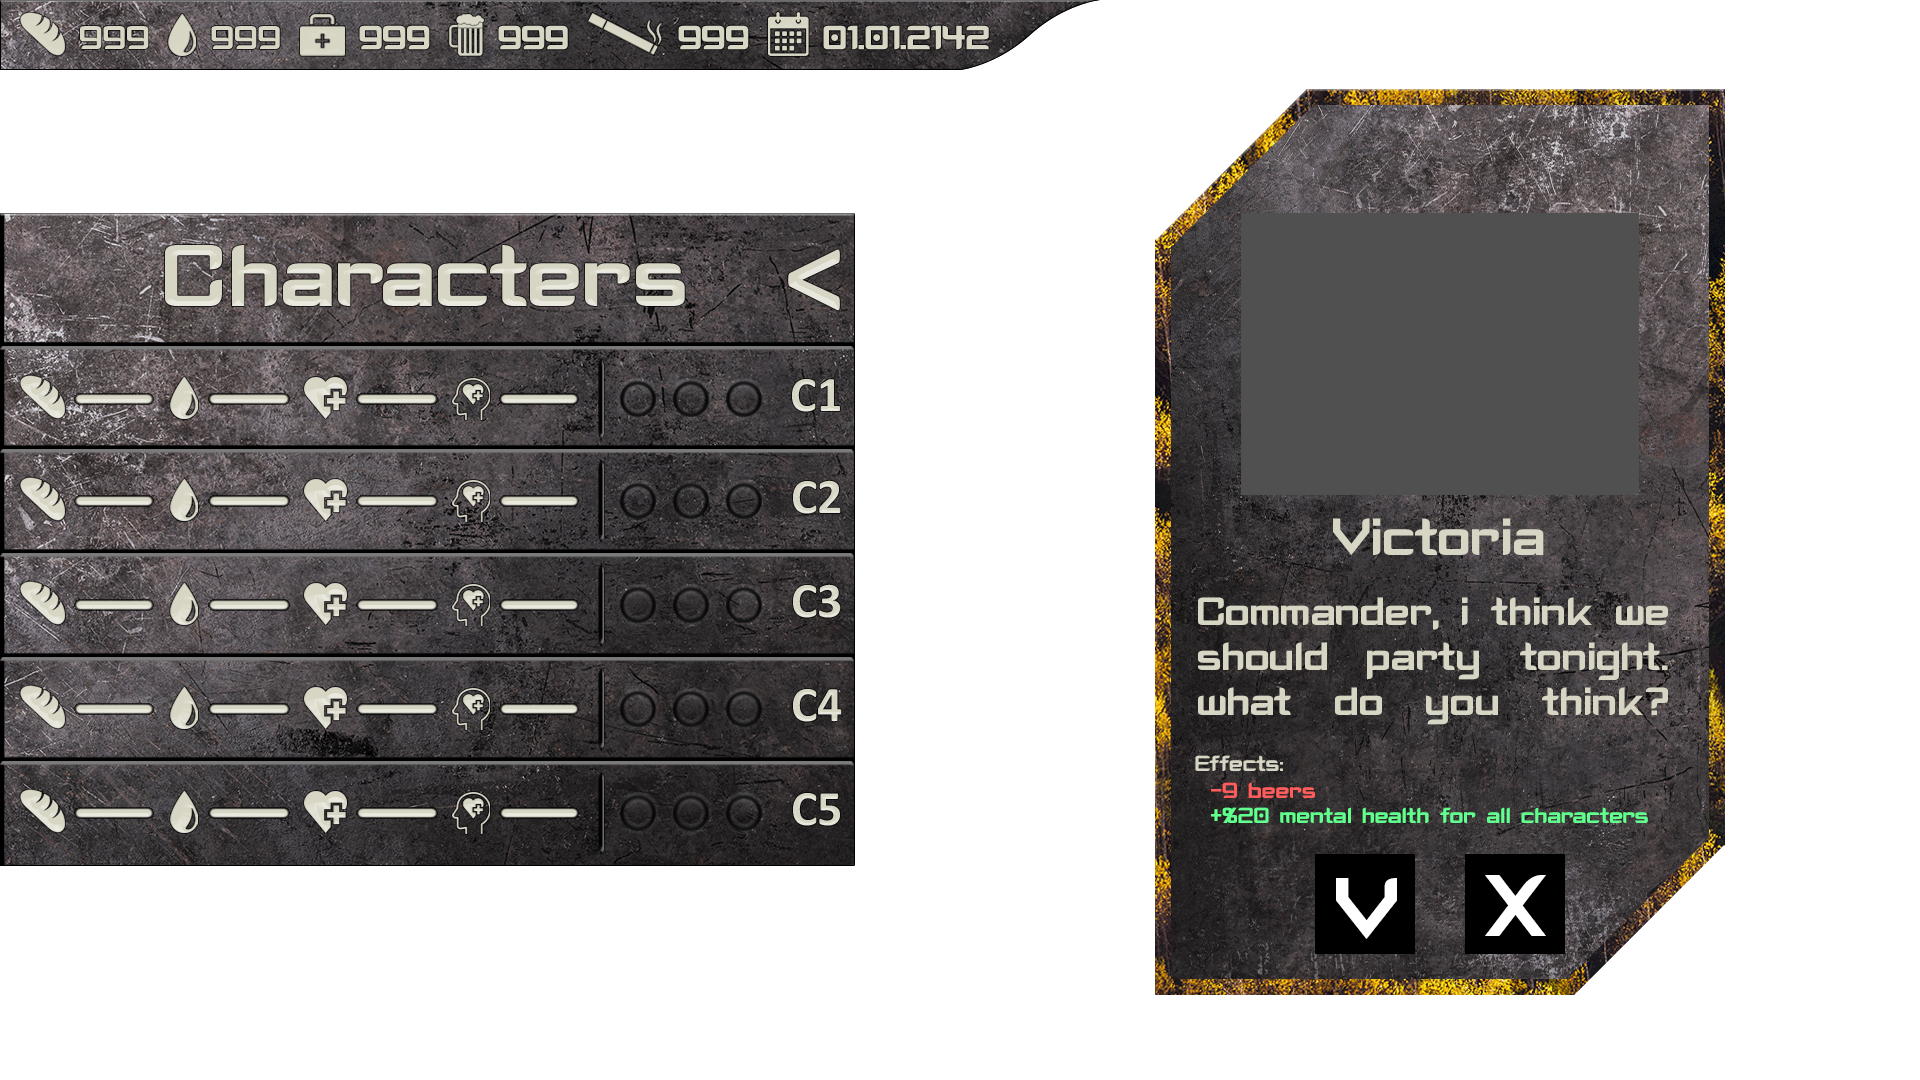 999 999 999 999 999 01.01.2142
Characters <
C1
C2
C3
C4
C5
Victoria
Commander, i think we
should party tonight.
what do you think?
Effects:
-9 beers
+%20 mental health for all characters
V X